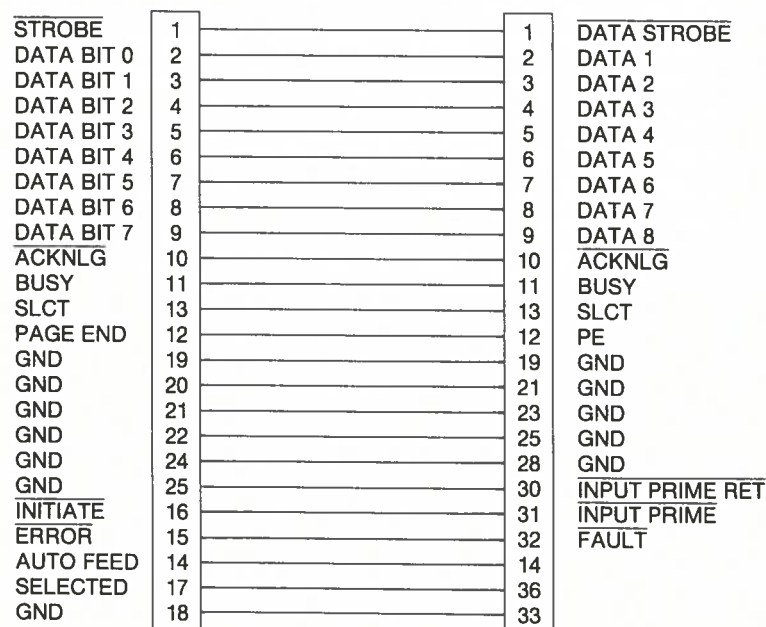 STROBE 1 1 DATA STROBE
DATA BIT 0 2 2 DATA 1
DATA BIT 1 3 3 DATA 2
DATA BIT 2 4 4 DATA 3
DATA BIT 3 5 5 DATA 4
DATA BIT 4 6 6 DATA 5
DATA BIT 5 7 7 DATA 6
DATA BIT 6 8 8 DATA 7
DATA BIT 7 9 9 DATA 8
ACKNLG 10 10 ACKNLG
BUSY 11 11 BUSY
SLCT 13 13 SLCT
PAGE END 12 12 PE
GND 19 19 GND
GND 20 21 GND
GND 21 23 GND
GND 22 25 GND
GND 24 28 GND
GND 25 30 INPUT PRIME RET
INITIATE 16 31 INPUT PRIME
ERROR 15 32 FAULT
AUTO FEED 14 14
SELECTED 17 36
GND 18 33